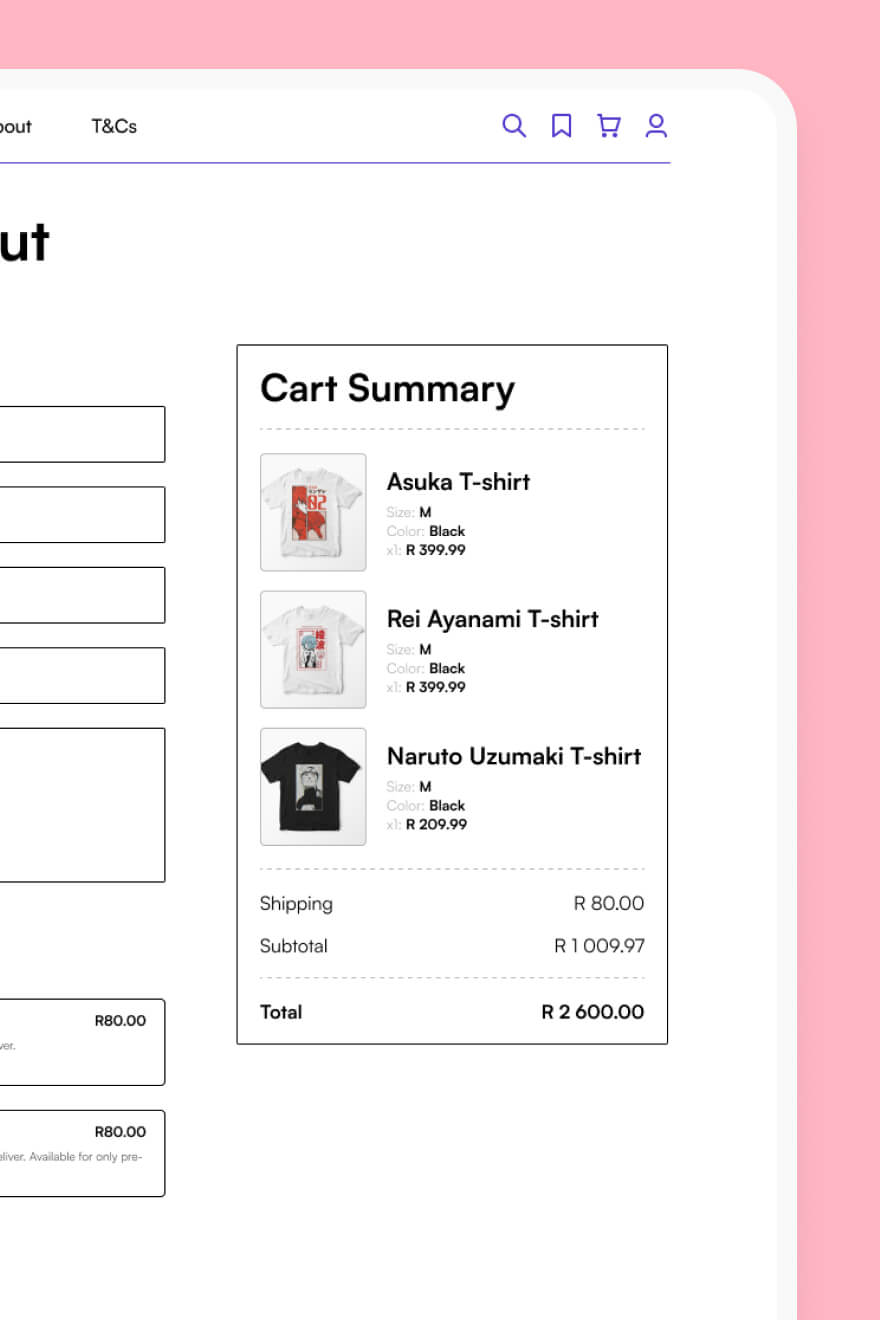 bout T&Cs
ut
Cart Summary
Asuka T-shirt
Size: M
Color: Black
x1: R 399.99
02
Rei Ayanami T-shirt
Size: M
Color: Black
x1: R 399.99
Naruto Uzumaki T-shirt
Size: M
Color: Black
x1: R 209.99
Shipping R 80.00
Subtotal R 1 009.97
Total R 2 600.00
R80.00
ver.
R80.00
eliver. Available for only pre-